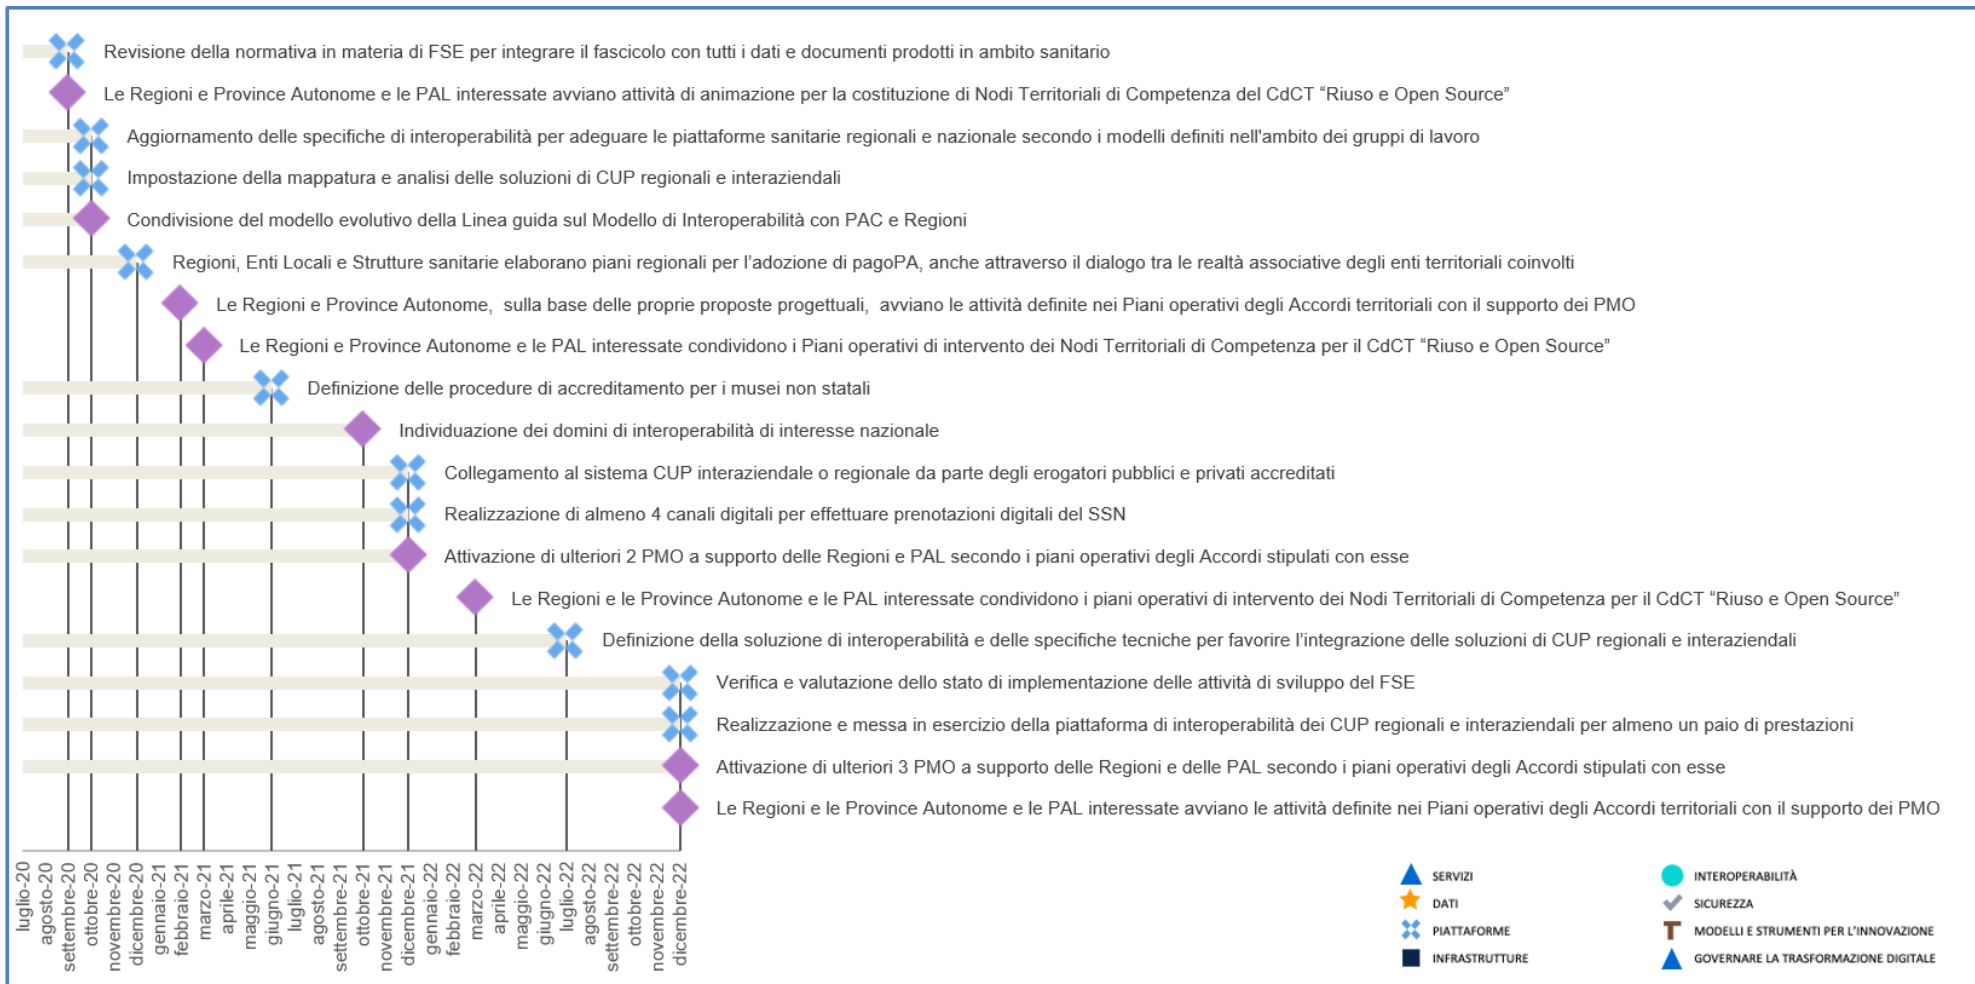 Revisione della normativa in materia di FSE per integrare il fascicolo con tutti i dati e documenti prodotti in ambito sanitario
Le Regioni e Province Autonome e le PAL interessate avviano attività di animazione per la costituzione di Nodi Territoriali di Competenza del CdCT “Riuso e Open Source”
Aggiornamento delle specifiche di interoperabilità per adeguare le piattaforme sanitarie regionali e nazionale secondo i modelli definiti nell'ambito dei gruppi di lavoro
Impostazione della mappatura e analisi delle soluzioni di CUP regionali e interaziendali
Condivisione del modello evolutivo della Linea guida sul Modello di Interoperabilità con PAC e Regioni
Regioni, Enti Locali e Strutture sanitarie elaborano piani regionali per l’adozione di pagoPA, anche attraverso il dialogo tra le realtà associative degli enti territoriali coinvolti
Le Regioni e Province Autonome, sulla base delle proprie proposte progettuali, avviano le attività definite nei Piani operativi degli Accordi territoriali con il supporto dei PMO
Le Regioni e Province Autonome e le PAL interessate condividono i Piani operativi di intervento dei Nodi Territoriali di Competenza per il CdCT “Riuso e Open Source”
Definizione delle procedure di accreditamento per i musei non statali
Individuazione dei domini di interoperabilità di interesse nazionale
Collegamento al sistema CUP interaziendale o regionale da parte degli erogatori pubblici e privati accreditati
Realizzazione di almeno 4 canali digitali per effettuare prenotazioni digitali del SSN
Attivazione di ulteriori 2 PMO a supporto delle Regioni e PAL secondo i piani operativi degli Accordi stipulati con esse
Le Regioni e le Province Autonome e le PAL interessate condividono i piani operativi di intervento dei Nodi Territoriali di Competenza per il CdCT “Riuso e Open Source”
Definizione della soluzione di interoperabilità e delle specifiche tecniche per favorire l’integrazione delle soluzioni di CUP regionali e interaziendali
Verifica e valutazione dello stato di implementazione delle attività di sviluppo del FSE
Realizzazione e messa in esercizio della piattaforma di interoperabilità dei CUP regionali e interaziendali per almeno un paio di prestazioni
Attivazione di ulteriori 3 PMO a supporto delle Regioni e delle PAL secondo i piani operativi degli Accordi stipulati con esse
Le Regioni e le Province Autonome e le PAL interessate avviano le attività definite nei Piani operativi degli Accordi territoriali con il supporto dei PMO
luglio-20
agosto-20
settembre-20
ottobre-20
novembre-20
dicembre-20
gennaio-21
febbraio-21
marzo-21
aprile-21
maggio-21
giugno-21
luglio-21
agosto-21
settembre-21
ottobre-21
novembre-21
dicembre-21
gennaio-22
febbraio-22
marzo-22
aprile-22
maggio-22
giugno-22
luglio-22
agosto-22
settembre-22
ottobre-22
novembre-22
dicembre-22
SERVIZI
DATI
PIATTAFORME
INFRASTRUTTURE
INTEROPERABILITÀ
SICUREZZA
MODELLI E STRUMENTI PER L’INNOVAZIONE
GOVERNARE LA TRASFORMAZIONE DIGITALE